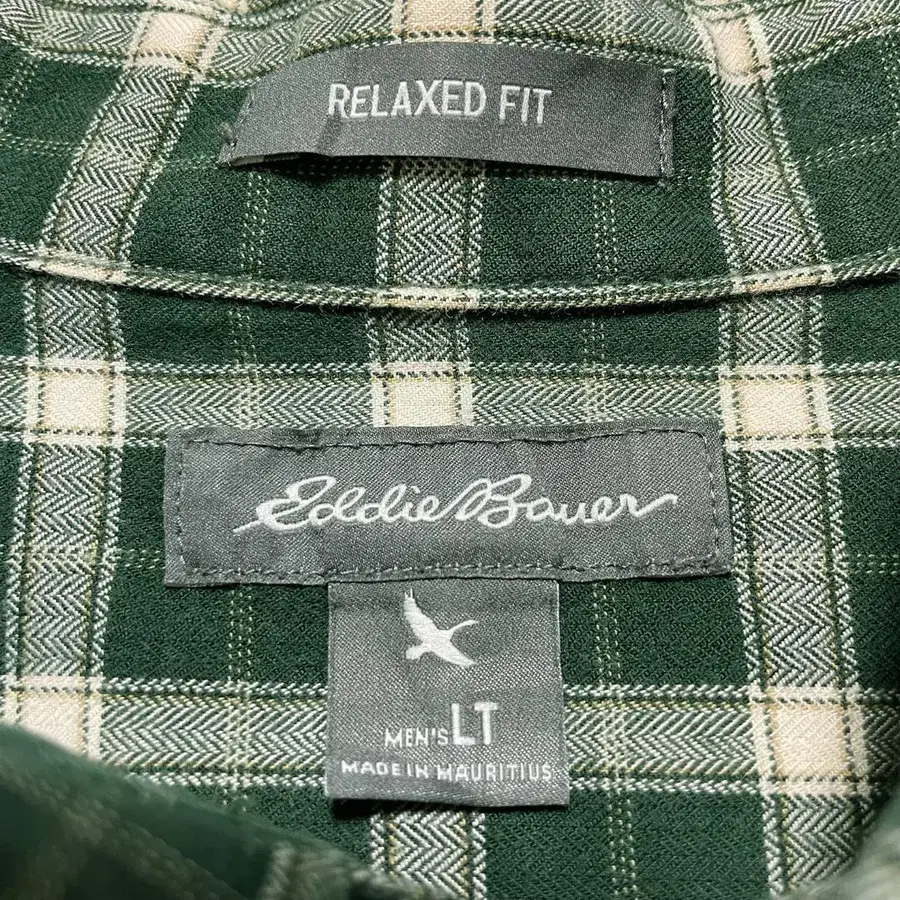 RELAXED FIT
Eddie Bauer
MEN'S LT
MADE IN MAURITIUS